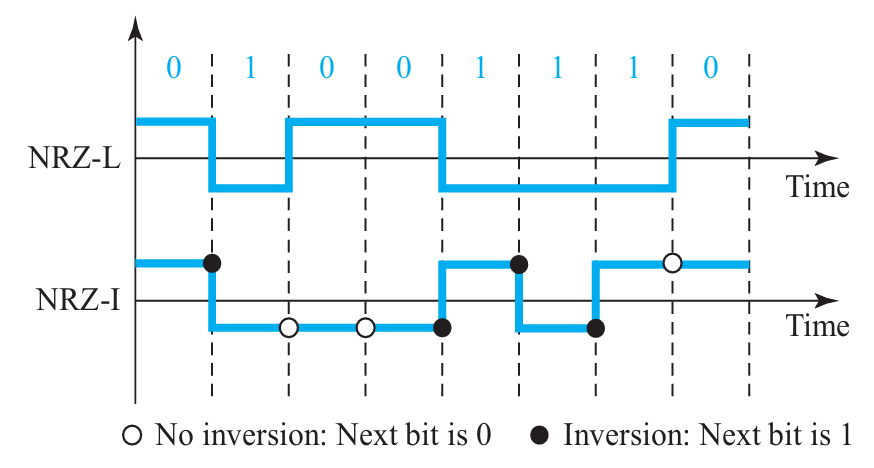 0 1 0 0 1 1 1 0
NRZ-L
Time
NRZ-I
Time
No inversion: Next bit is 0 Inversion: Next bit is 1